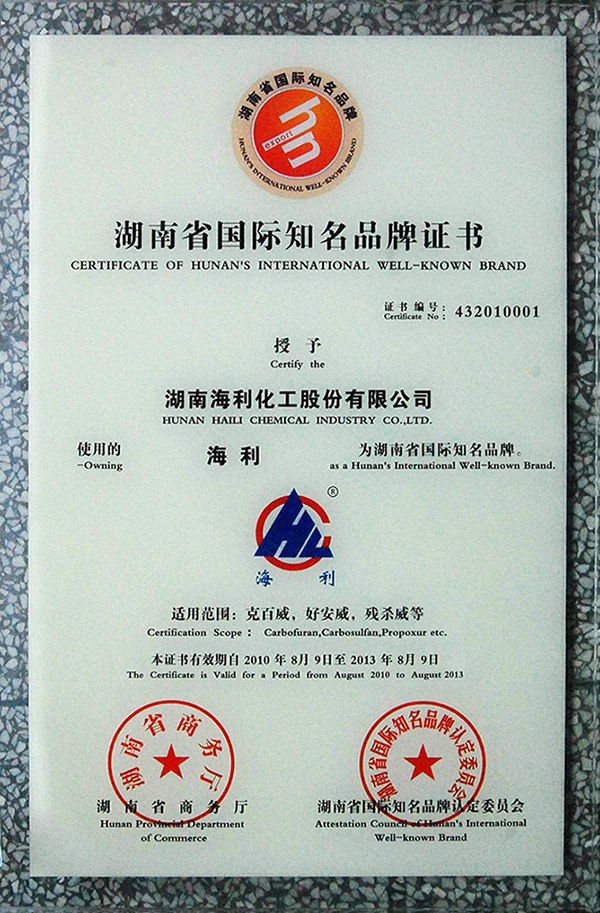 湖南省国际知名品牌
hn
export
HUNAN'S INTERNATIONAL WELL-KNOWN BRAND
湖南省国际知名品牌证书
CERTIFICATE OF HUNAN'S INTERNATIONAL WELL-KNOWN BRAND
证书编号: 432010001
Certificate No:
授予
Certify the
湖南海利化工股份有限公司
HUNAN HAILI CHEMICAL INDUSTRY CO.,LTD.
使用的 海利 为湖南省国际知名品牌。
-Owning as a Hunan's International Well-known Brand.
®
HL
海利
适用范围: 克百威, 好安威, 残杀威等
Certification Scope: Carbofuran,Carbosulfan,Propoxur etc.
本证书有效期自2010年8月9日至2013年8月9日
The Certificate is Valid for a Period from August 2010 to August 2013
湖南省商务厅
湖南省国际知名品牌认定委员会
湖南省商务厅 湖南省国际知名品牌认定委员会
Hunan Provincial Department Attestation Council of Hunan's International
of Commerce Well-known Brand